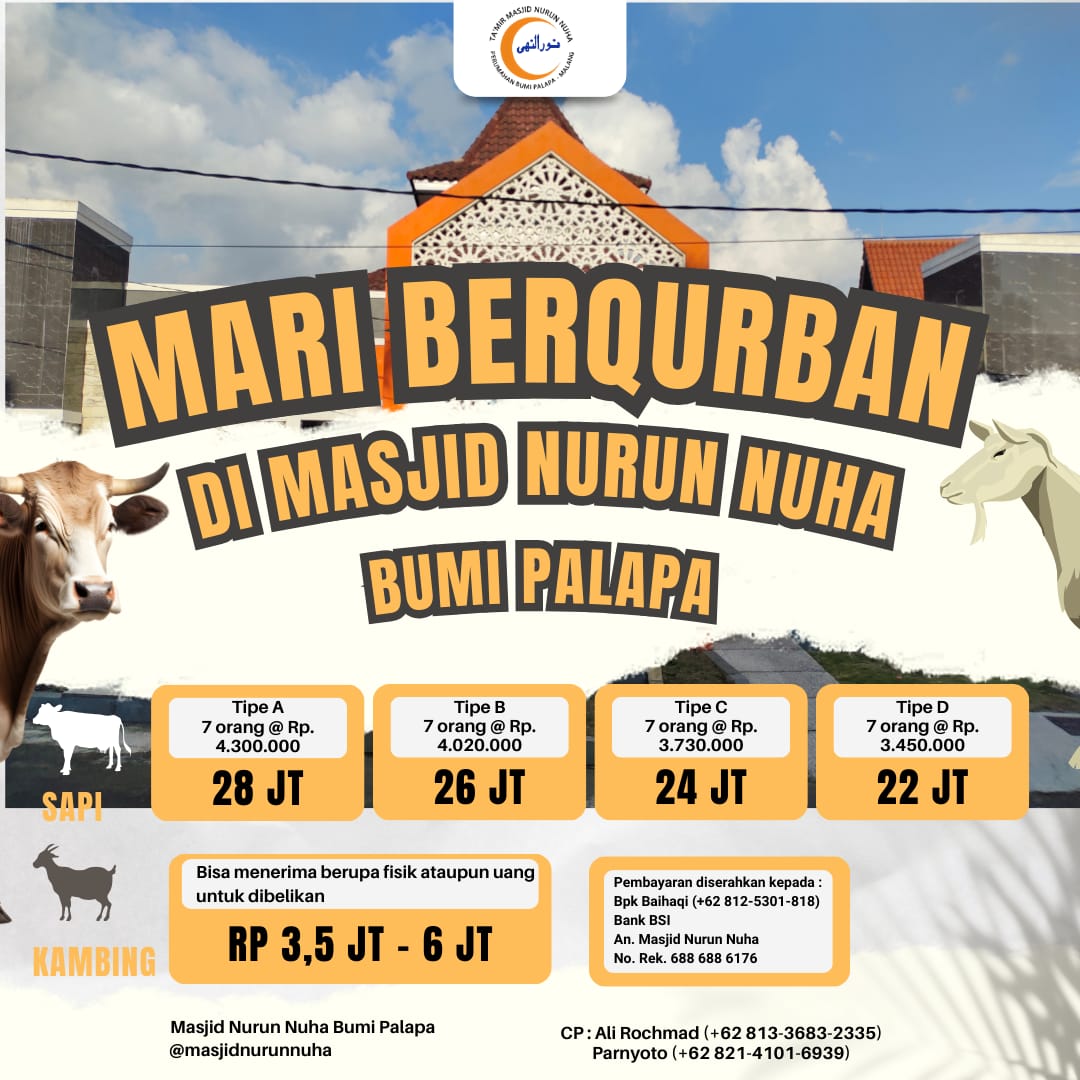 TA'MIR MASJID NURUN NUHA
نورالنهى
PERUMAHAN BUMI PALAPA - MALANG
MARI BERQURBAN
DI MASJID NURUN NUHA
BUMI PALAPA
SAPI
Tipe A
7 orang @ Rp.
4.300.000
28 JT
Tipe B
7 orang @ Rp.
4.020.000
26 JT
Tipe C
7 orang @ Rp.
3.730.000
24 JT
Tipe D
7 orang @ Rp.
3.450.000
22 JT
KAMBING
Bisa menerima berupa fisik ataupun uang
untuk dibelikan
RP 3,5 JT - 6 JT
Pembayaran diserahkan kepada :
Bpk Baihaqi (+62 812-5301-818)
Bank BSI
An. Masjid Nurun Nuha
No. Rek. 688 688 6176
Masjid Nurun Nuha Bumi Palapa
@masjidnurunnuha
CP : Ali Rochmad (+62 813-3683-2335)
Parnyoto (+62 821-4101-6939)